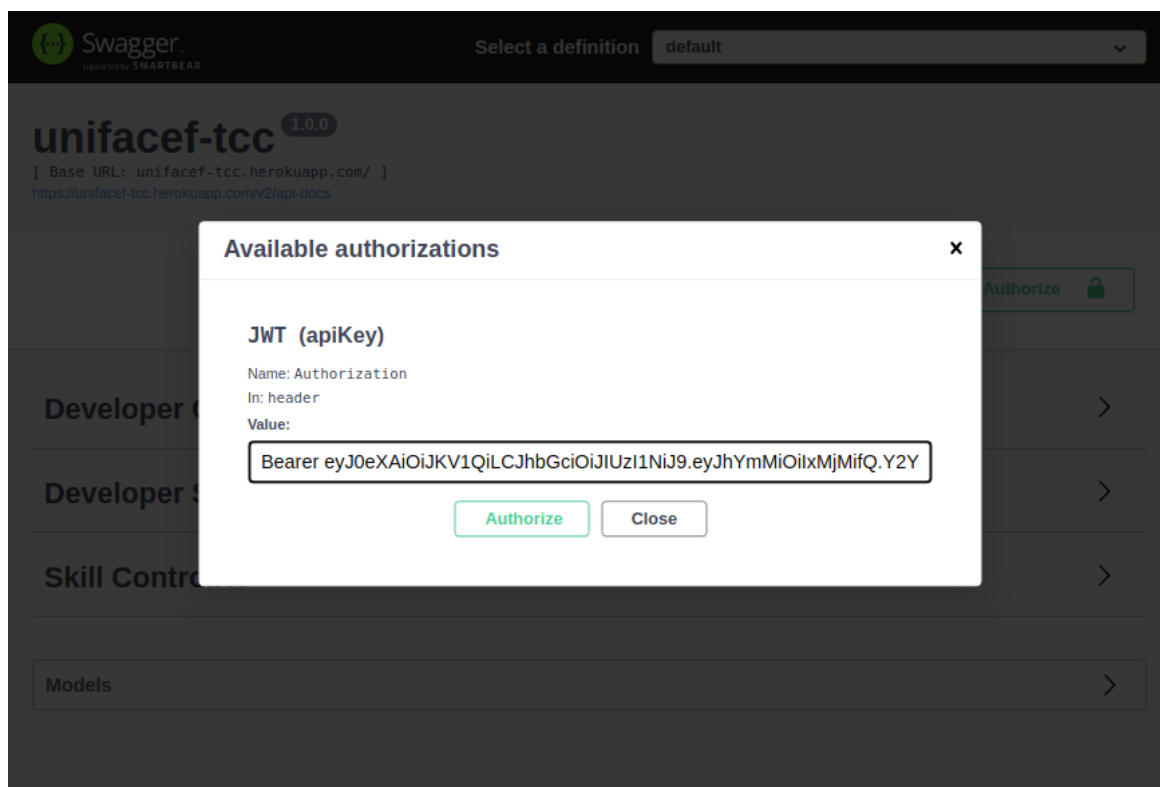 Swagger.
Supported by SMARTBEAR
Select a definition default
unifacef-tcc 1.0.0
[ Base URL: unifacef-tcc.herokuapp.com/ ]
https://unifacef-tcc.herokuapp.com/v2/api-docs
Available authorizations
Authorize
JWT (apiKey)
Name: Authorization
In: header
Value:
Bearer eyJ0eXAiOiJKV1QiLCJhbGciOiJIUzI1NiJ9.eyJhYmMiOiIxMjMifQ.Y2Y
Authorize Close
Developer
Developer
Skill
Models